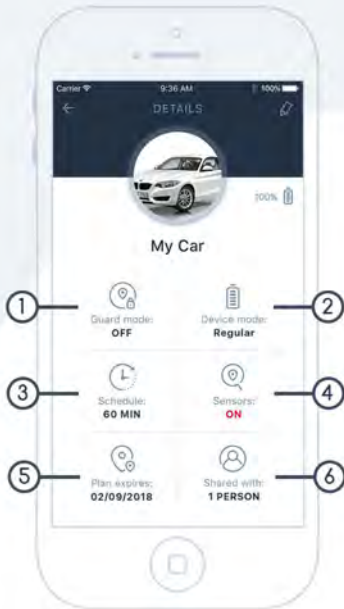 Carrier 9:36 AM 100%
DETAILS
100%
My Car
1 2
Guard mode: Device mode:
OFF Regular
3 4
Schedule: Sensors:
60 MIN ON
5 6
Plan expires: Shared with:
02/09/2018 1 PERSON